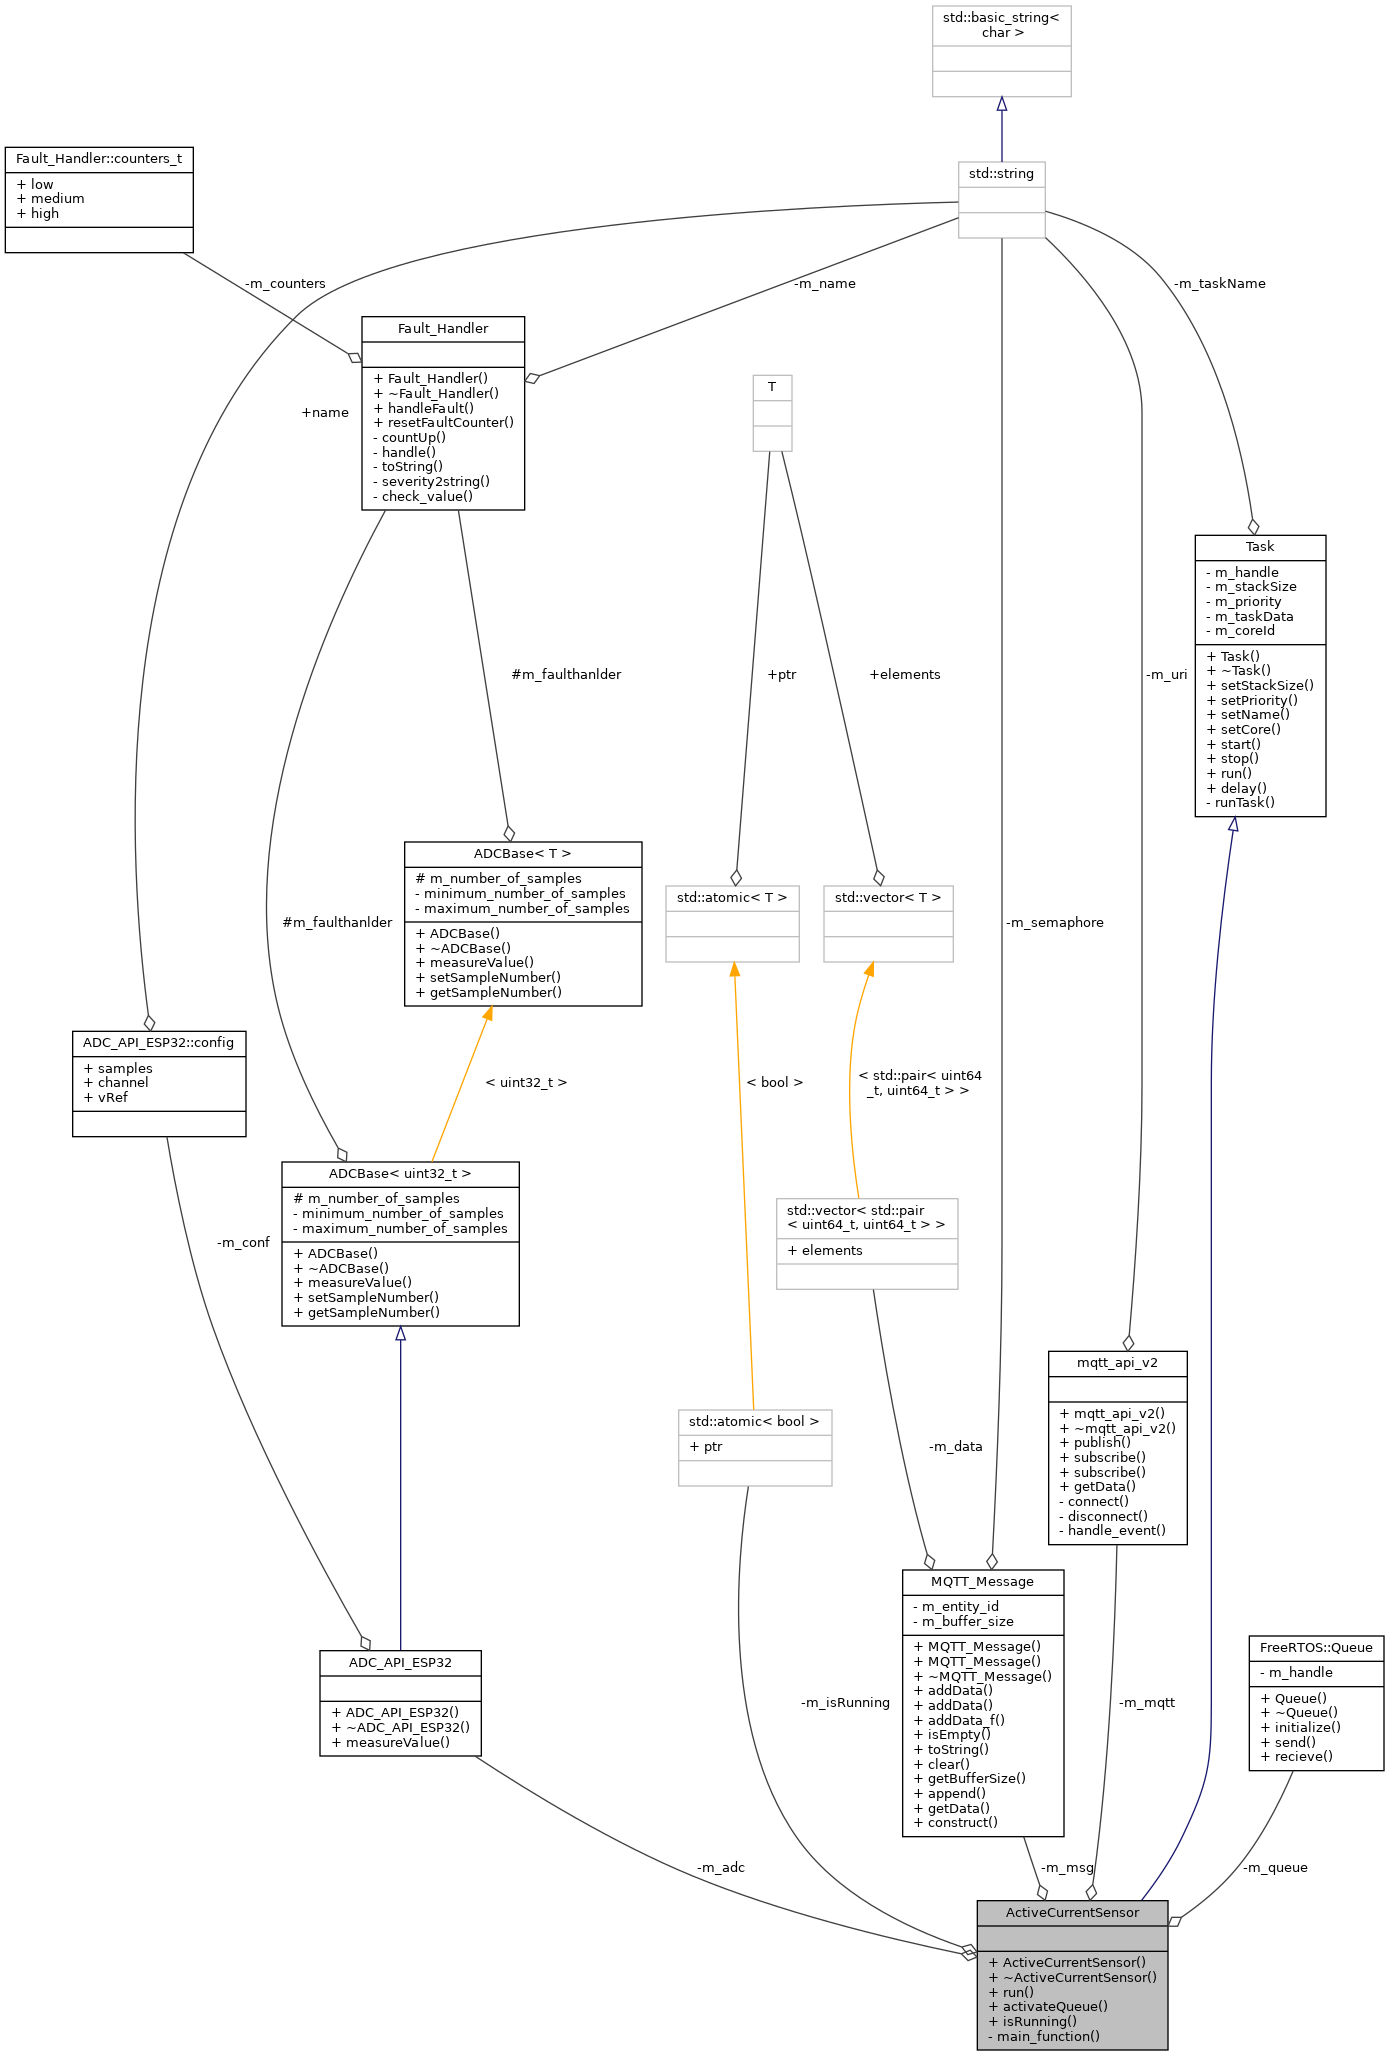 std::basic_string<
char >
std::string
Fault_Handler::counters_t
+ low
+ medium
+ high
-m_counters
-m_name
-m_taskName
Fault_Handler
+ Fault_Handler()
+ ~Fault_Handler()
+ handleFault()
+ resetFaultCounter()
- countUp()
- handle()
- toString()
- severity2string()
- check_value()
+name
T
Task
- m_handle
- m_stackSize
- m_priority
- m_taskData
- m_coreId
+ Task()
+ ~Task()
+ setStackSize()
+ setPriority()
+ setName()
+ setCore()
+ start()
+ stop()
+ run()
+ delay()
- runTask()
#m_faulthanlder
+ptr
+elements
-m_uri
ADCBase< T >
# m_number_of_samples
- minimum_number_of_samples
- maximum_number_of_samples
+ ADCBase()
+ ~ADCBase()
+ measureValue()
+ setSampleNumber()
+ getSampleNumber()
std::atomic< T >
std::vector< T >
#m_faulthanlder
-m_semaphore
ADC_API_ESP32::config
+ samples
+ channel
+ vRef
< uint32_t >
< bool >
< std::pair< uint64
_t, uint64_t > >
ADCBase< uint32_t >
# m_number_of_samples
- minimum_number_of_samples
- maximum_number_of_samples
+ ADCBase()
+ ~ADCBase()
+ measureValue()
+ setSampleNumber()
+ getSampleNumber()
std::vector< std::pair
< uint64_t, uint64_t > >
+ elements
-m_conf
mqtt_api_v2
+ mqtt_api_v2()
+ ~mqtt_api_v2()
+ publish()
+ subscribe()
+ subscribe()
+ getData()
- connect()
- disconnect()
- handle_event()
std::atomic< bool >
+ ptr
-m_data
MQTT_Message
- m_entity_id
- m_buffer_size
+ MQTT_Message()
+ MQTT_Message()
+ ~MQTT_Message()
+ addData()
+ addData()
+ addData_f()
+ isEmpty()
+ toString()
+ clear()
+ getBufferSize()
+ append()
+ getData()
+ construct()
ADC_API_ESP32
+ ADC_API_ESP32()
+ ~ADC_API_ESP32()
+ measureValue()
-m_isRunning
-m_mqtt
FreeRTOS::Queue
- m_handle
+ Queue()
+ ~Queue()
+ initialize()
+ send()
+ recieve()
-m_adc
-m_msg
-m_queue
ActiveCurrentSensor
+ ActiveCurrentSensor()
+ ~ActiveCurrentSensor()
+ run()
+ activateQueue()
+ isRunning()
- main_function()